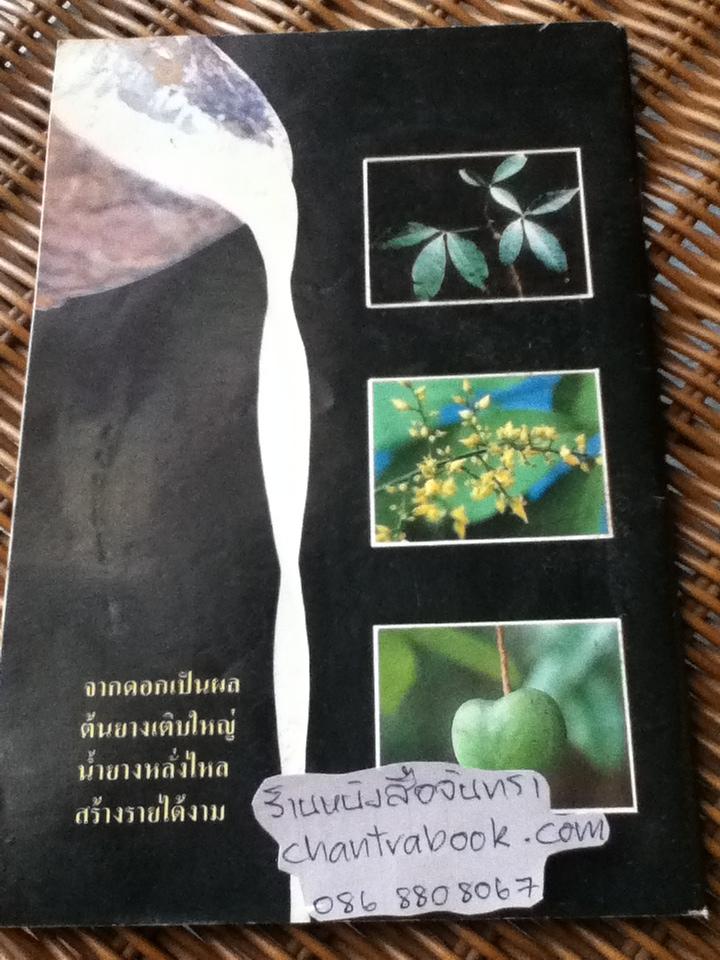 จากดอกเป็นผล
ต้นยางเติบใหญ่
น้ำยางหลั่งไหล
สร้างรายได้งาม
ร้านหนังสือจันทรา
chantrabook.com
086 880 8067